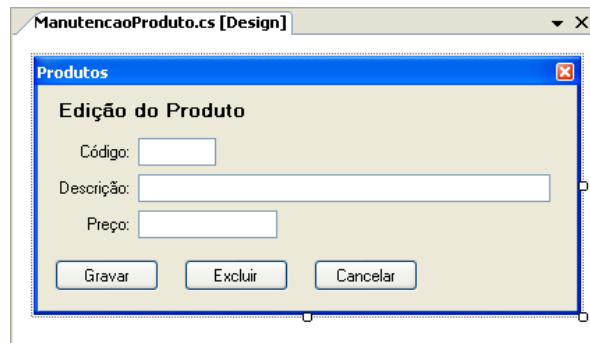 ManutencaoProduto.cs [Design]
Produtos
Edição do Produto
Código:
Descrição:
Preço:
Gravar Excluir Cancelar